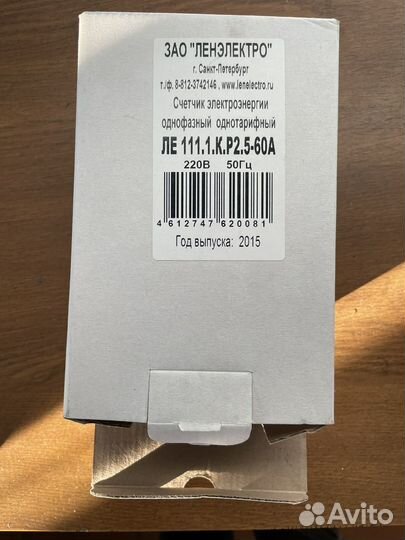 ЗАО "ЛЕНЭЛЕКТРО"
г. Санкт-Петербург
т./ф. 8-812-3742146 , www.lenelectro.ru
Счетчик электроэнергии
однофазный однотарифный
ЛЕ 111.1.К.Р2.5-60А
220В 50Гц
4 612747 620081
Год выпуска: 2015
Avito